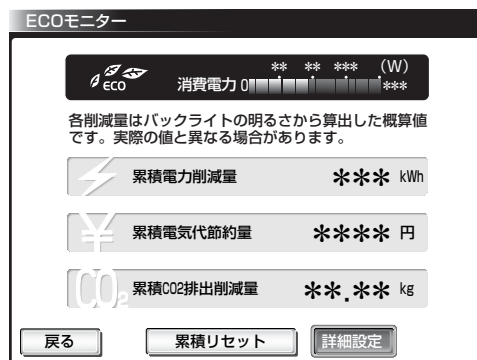 ECOモニター
** ** *** (W)
ECO 消費電力 0 ***
各削減量はバックライトの明るさから算出した概算値
です。実際の値と異なる場合があります。
累積電力削減量 *** kWh
¥ 累積電気代節約量 **** 円
CO2 累積CO2排出削減量 **.** kg
戻る 累積リセット 詳細設定